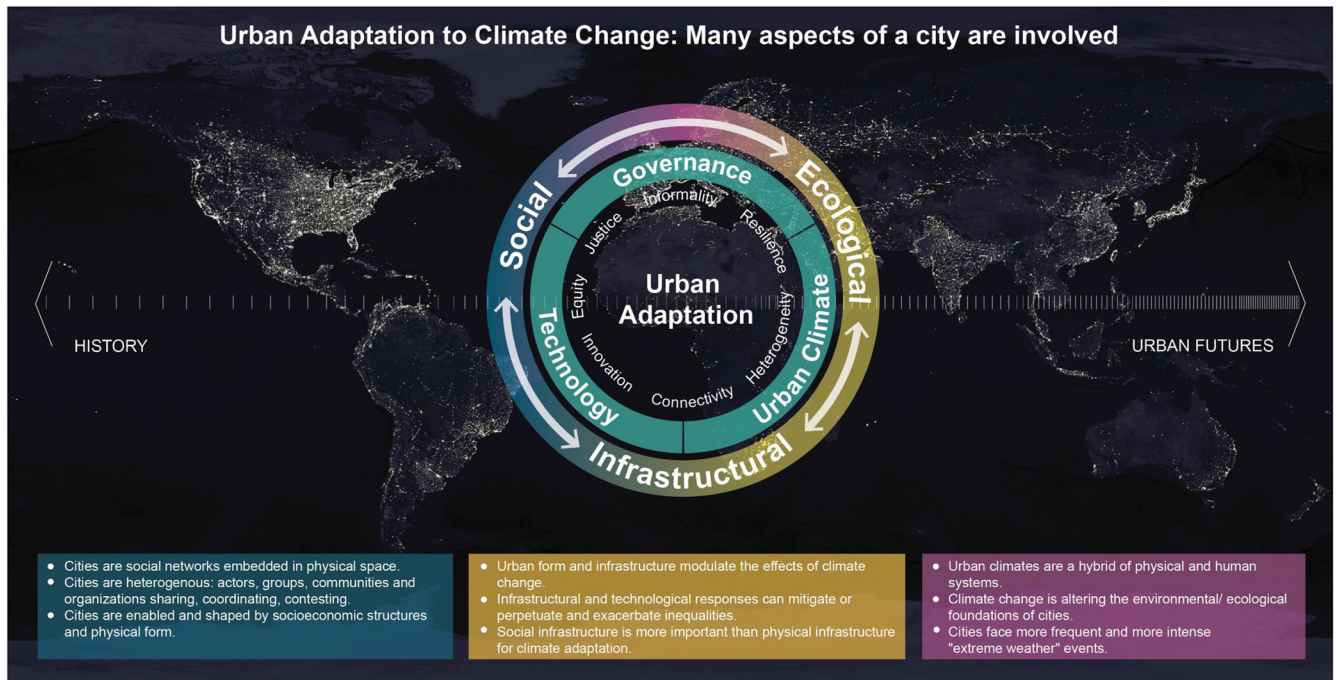 Urban Adaptation to Climate Change: Many aspects of a city are involved
Social
Ecological
Infrastructural
Governance
Urban Climate
Technology
Informality
Resilience
Heterogeneity
Connectivity
Innovation
Equity
Justice
Urban
Adaptation
HISTORY
URBAN FUTURES
● Cities are social networks embedded in physical space.
● Cities are heterogenous: actors, groups, communities and
organizations sharing, coordinating, contesting.
● Cities are enabled and shaped by socioeconomic structures
and physical form.
● Urban form and infrastructure modulate the effects of climate
change.
● Infrastructural and technological responses can mitigate or
perpetuate and exacerbate inequalities.
● Social infrastructure is more important than physical infrastructure
for climate adaptation.
● Urban climates are a hybrid of physical and human
systems.
● Climate change is altering the environmental/ ecological
foundations of cities.
● Cities face more frequent and more intense
"extreme weather" events.